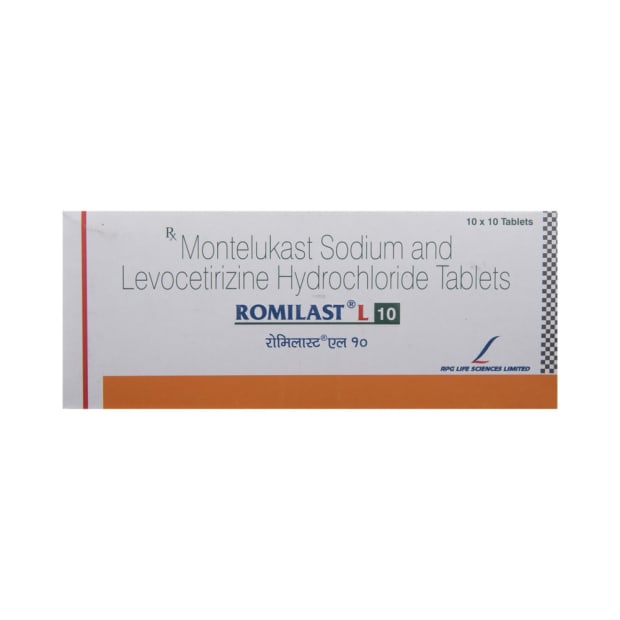 10 x 10 Tablets
Rx Montelukast Sodium and
Levocetirizine Hydrochloride Tablets
ROMILAST® L 10
रोमिलास्ट® एल १०
RPG LIFE SCIENCES LIMITED